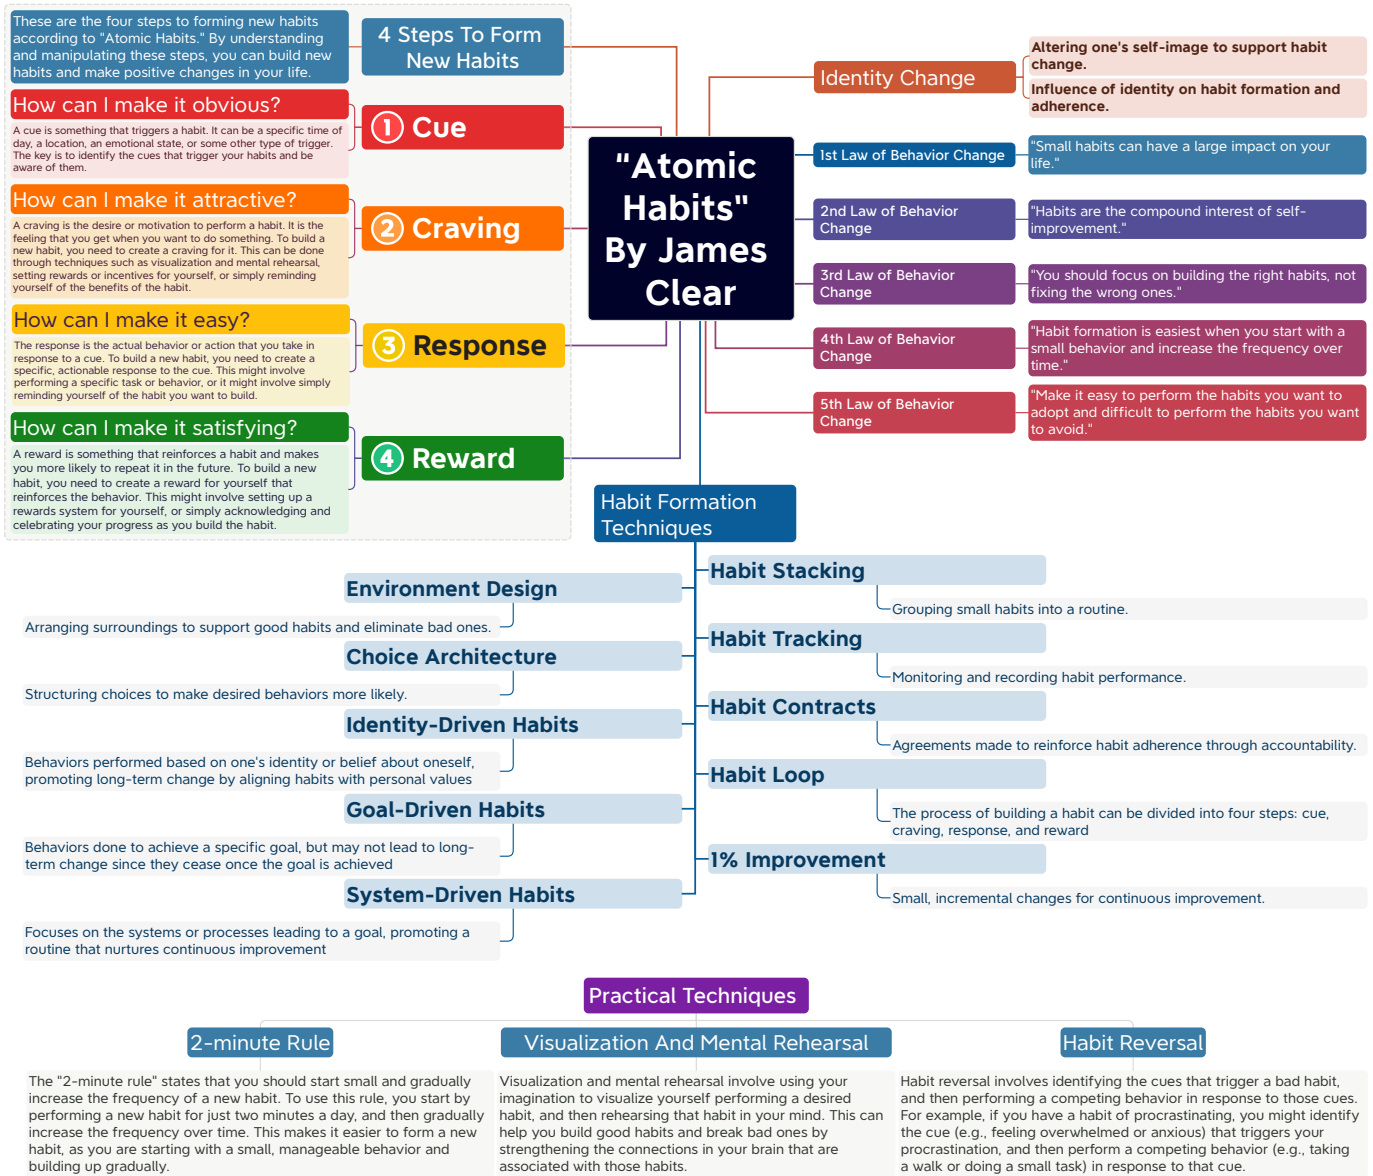 These are the four steps to forming new habits
according to "Atomic Habits." By understanding
and manipulating these steps, you can build new
habits and make positive changes in your life.
4 Steps To Form
New Habits
How can I make it obvious?
A cue is something that triggers a habit. It can be a specific time of
day, a location, an emotional state, or some other type of trigger.
The key is to identify the cues that trigger your habits and be
aware of them.
1 Cue
How can I make it attractive?
A craving is the desire or motivation to perform a habit. It is the
feeling that you get when you want to do something. To build a
new habit, you need to create a craving for it. This can be done
through techniques such as visualization and mental rehearsal,
setting rewards or incentives for yourself, or simply reminding
yourself of the benefits of the habit.
2 Craving
How can I make it easy?
The response is the actual behavior or action that you take in
response to a cue. To build a new habit, you need to create a
specific, actionable response to the cue. This might involve
performing a specific task or behavior, or it might involve simply
reminding yourself of the habit you want to build.
3 Response
How can I make it satisfying?
A reward is something that reinforces a habit and makes
you more likely to repeat it in the future. To build a new
habit, you need to create a reward for yourself that
reinforces the behavior. This might involve setting up a
rewards system for yourself, or simply acknowledging and
celebrating your progress as you build the habit.
4 Reward
"Atomic
Habits"
By James
Clear
Identity Change
Altering one's self-image to support habit
change.
Influence of identity on habit formation and
adherence.
1st Law of Behavior Change
"Small habits can have a large impact on your
life."
2nd Law of Behavior
Change
"Habits are the compound interest of self-
improvement."
3rd Law of Behavior
Change
"You should focus on building the right habits, not
fixing the wrong ones."
4th Law of Behavior
Change
"Habit formation is easiest when you start with a
small behavior and increase the frequency over
time."
5th Law of Behavior
Change
"Make it easy to perform the habits you want to
adopt and difficult to perform the habits you want
to avoid."
Habit Formation
Techniques
Environment Design
Arranging surroundings to support good habits and eliminate bad ones.
Choice Architecture
Structuring choices to make desired behaviors more likely.
Identity-Driven Habits
Behaviors performed based on one's identity or belief about oneself,
promoting long-term change by aligning habits with personal values
Goal-Driven Habits
Behaviors done to achieve a specific goal, but may not lead to long-
term change since they cease once the goal is achieved
System-Driven Habits
Focuses on the systems or processes leading to a goal, promoting a
routine that nurtures continuous improvement
Habit Stacking
Grouping small habits into a routine.
Habit Tracking
Monitoring and recording habit performance.
Habit Contracts
Agreements made to reinforce habit adherence through accountability.
Habit Loop
The process of building a habit can be divided into four steps: cue,
craving, response, and reward
1% Improvement
Small, incremental changes for continuous improvement.
Practical Techniques
2-minute Rule
The "2-minute rule" states that you should start small and gradually
increase the frequency of a new habit. To use this rule, you start by
performing a new habit for just two minutes a day, and then gradually
increase the frequency over time. This makes it easier to form a new
habit, as you are starting with a small, manageable behavior and
building up gradually.
Visualization And Mental Rehearsal
Visualization and mental rehearsal involve using your
imagination to visualize yourself performing a desired
habit, and then rehearsing that habit in your mind. This can
help you build good habits and break bad ones by
strengthening the connections in your brain that are
associated with those habits.
Habit Reversal
Habit reversal involves identifying the cues that trigger a bad habit,
and then performing a competing behavior in response to those cues.
For example, if you have a habit of procrastinating, you might identify
the cue (e.g., feeling overwhelmed or anxious) that triggers your
procrastination, and then perform a competing behavior (e.g., taking
a walk or doing a small task) in response to that cue.